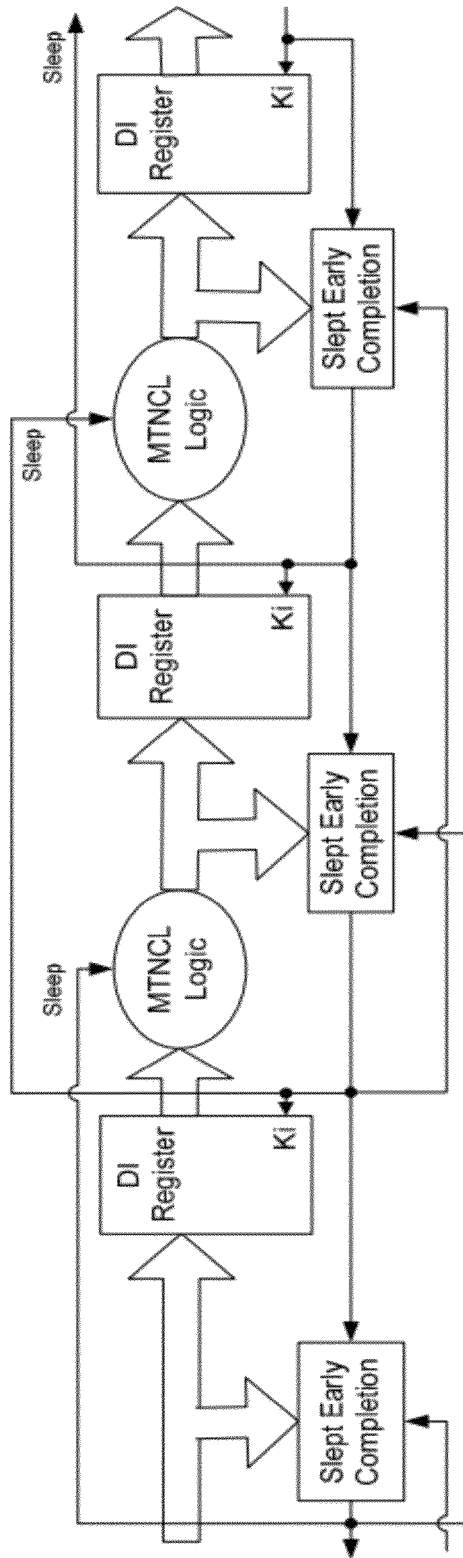 Sleep
Sleep
Sleep
DI
Register
Ki
MTNCL
Logic
DI
Register
Ki
MTNCL
Logic
DI
Register
Ki
Slept Early
Completion
Slept Early
Completion
Slept Early
Completion